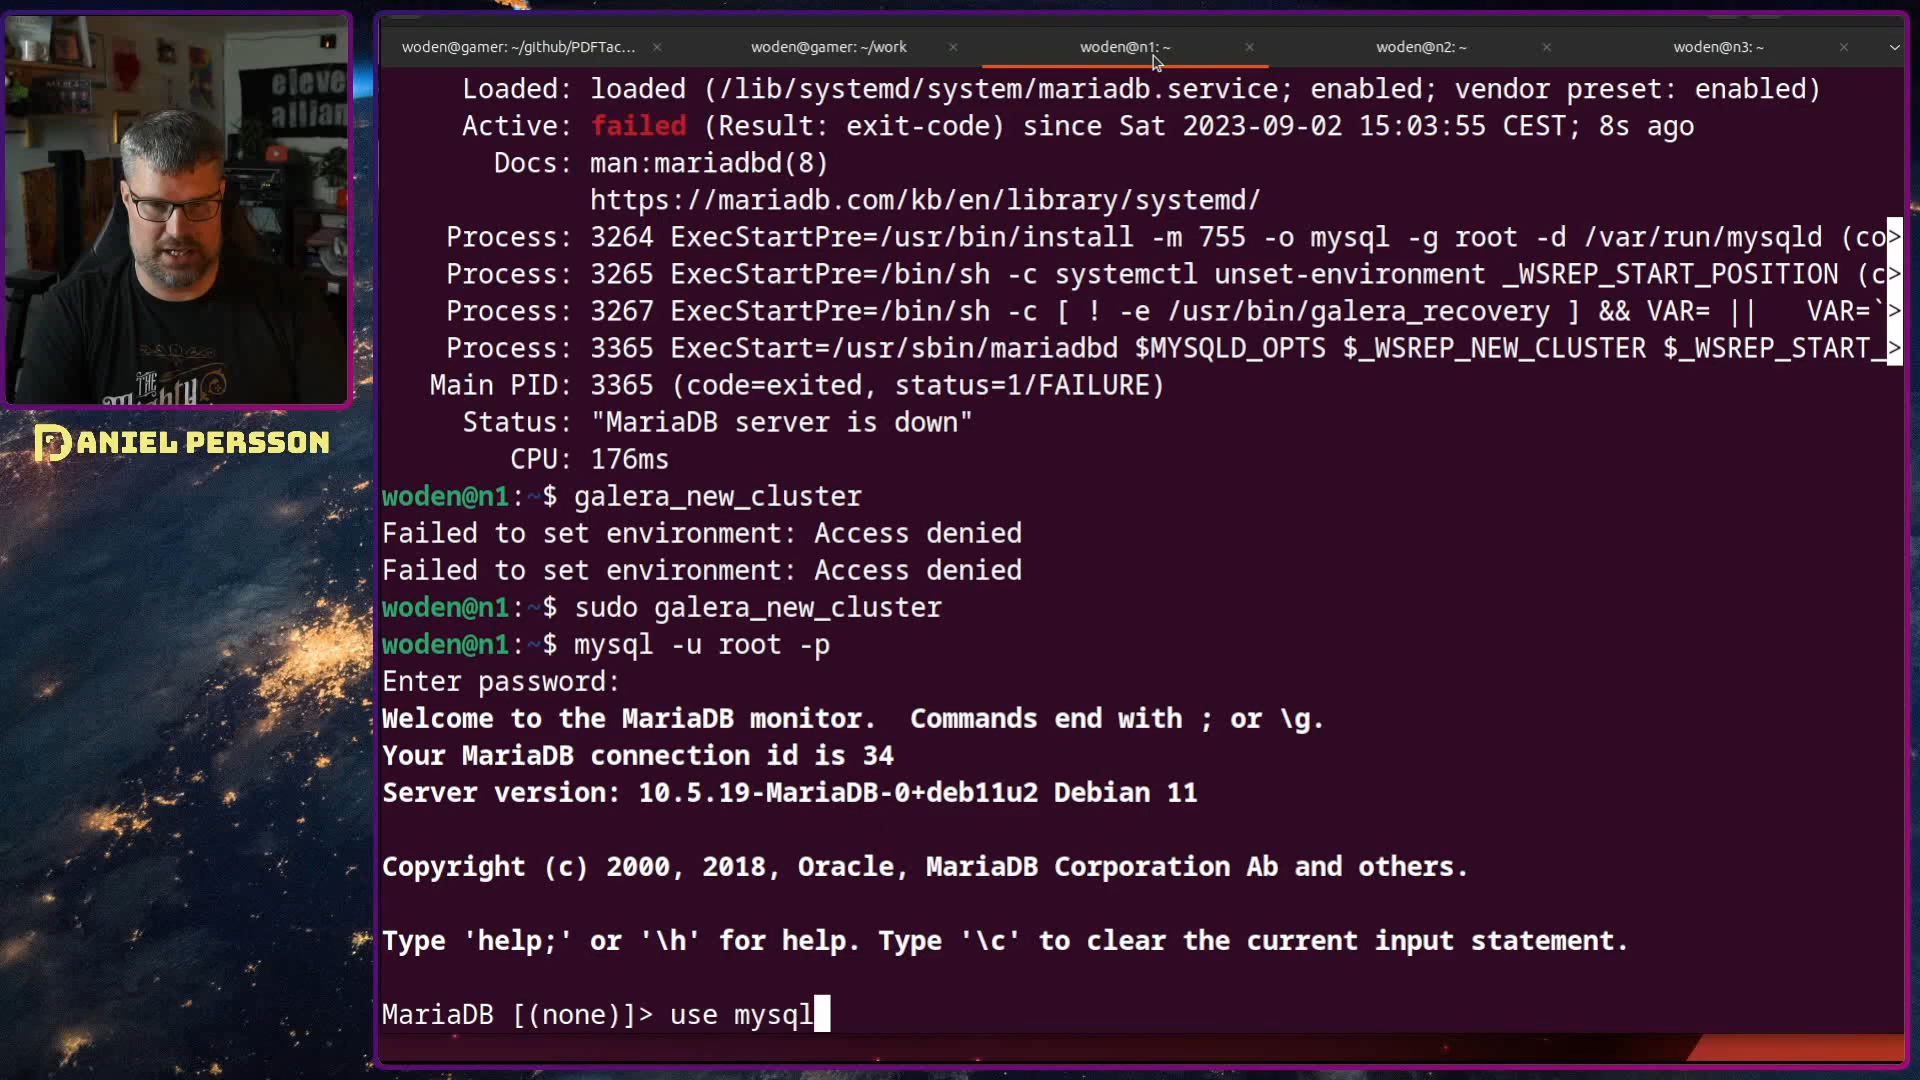 woden@gamer: ~/github/PDFTac... × woden@gamer: ~/work × woden@n1: ~ × woden@n2: ~ × woden@n3: ~ ×
Loaded: loaded (/lib/systemd/system/mariadb.service; enabled; vendor preset: enabled)
Active: failed (Result: exit-code) since Sat 2023-09-02 15:03:55 CEST; 8s ago
Docs: man:mariadbd(8)
https://mariadb.com/kb/en/library/systemd/
Process: 3264 ExecStartPre=/usr/bin/install -m 755 -o mysql -g root -d /var/run/mysqld (co>
Process: 3265 ExecStartPre=/bin/sh -c systemctl unset-environment _WSREP_START_POSITION (c>
Process: 3267 ExecStartPre=/bin/sh -c [ ! -e /usr/bin/galera_recovery ] && VAR= ||   VAR=`>
Process: 3365 ExecStart=/usr/sbin/mariadbd $MYSQLD_OPTS $_WSREP_NEW_CLUSTER $_WSREP_START_>
Main PID: 3365 (code=exited, status=1/FAILURE)
Status: "MariaDB server is down"
CPU: 176ms
woden@n1:~$ galera_new_cluster
Failed to set environment: Access denied
Failed to set environment: Access denied
woden@n1:~$ sudo galera_new_cluster
woden@n1:~$ mysql -u root -p
Enter password:
Welcome to the MariaDB monitor.  Commands end with ; or \g.
Your MariaDB connection id is 34
Server version: 10.5.19-MariaDB-0+deb11u2 Debian 11
Copyright (c) 2000, 2018, Oracle, MariaDB Corporation Ab and others.
Type 'help;' or '\h' for help. Type '\c' to clear the current input statement.
MariaDB [(none)]> use mysql
eleve
allian
THE
DANIEL PERSSON